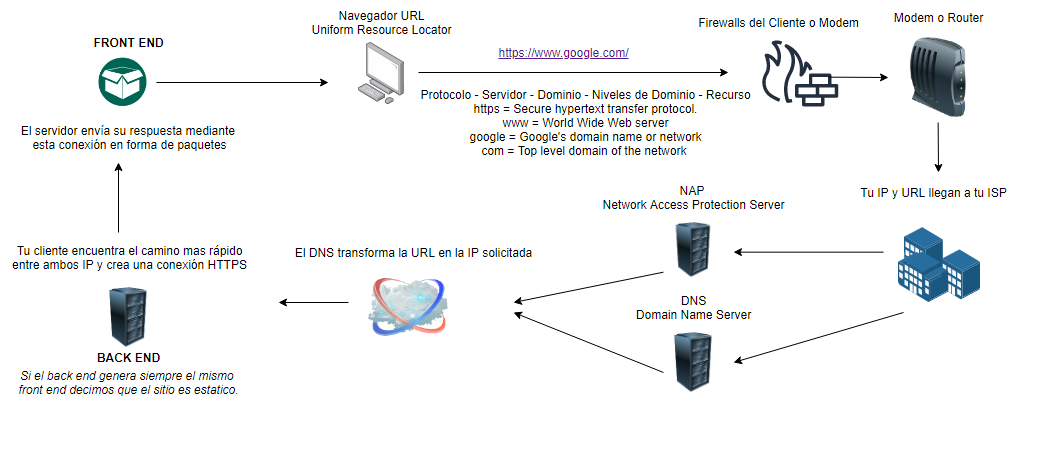 FRONT END
El servidor envía su respuesta mediante
esta conexión en forma de paquetes
Navegador URL
Uniform Resource Locator
https://www.google.com/
Protocolo - Servidor - Dominio - Niveles de Dominio - Recurso
https = Secure hypertext transfer protocol.
www = World Wide Web server
google = Google's domain name or network
com = Top level domain of the network
Firewalls del Cliente o Modem
Modem o Router
Tu IP y URL llegan a tu ISP
NAP
Network Access Protection Server
DNS
Domain Name Server
El DNS transforma la URL en la IP solicitada
Tu cliente encuentra el camino mas rápido
entre ambos IP y crea una conexión HTTPS
BACK END
Si el back end genera siempre el mismo
front end decimos que el sitio es estatico.